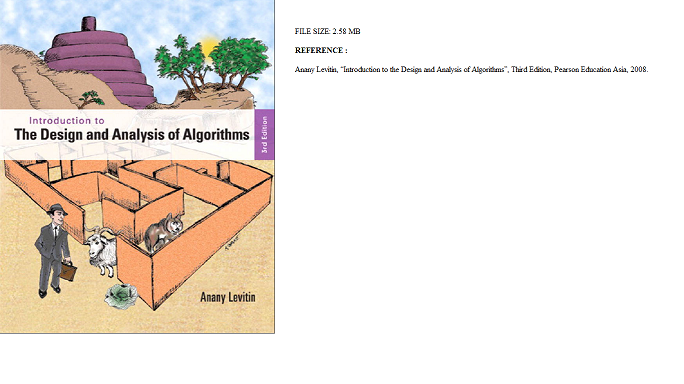 Introduction to
The Design and Analysis of Algorithms
3rd Edition
Anany Levitin
FILE SIZE: 2.58 MB
REFERENCE :
Anany Levitin, “Introduction to the Design and Analysis of Algorithms”, Third Edition, Pearson Education Asia, 2008.